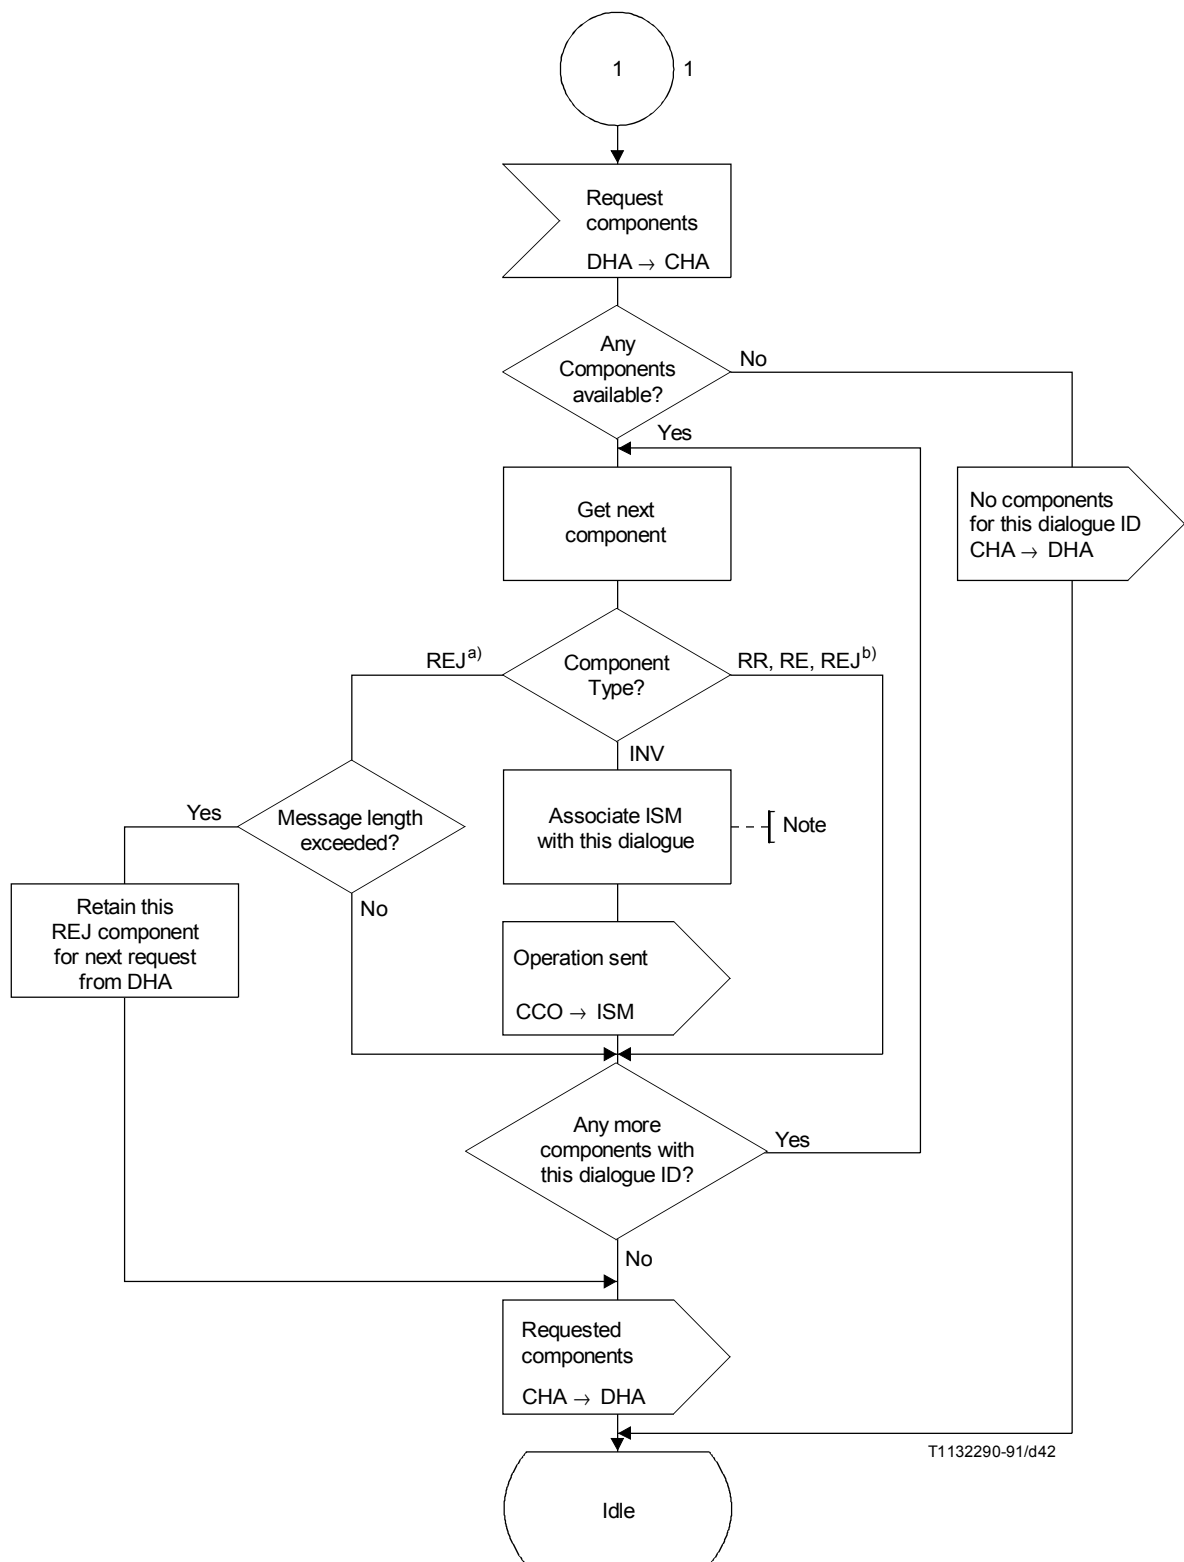 1
1
Request
components
DHA → CHA
Any
Components
available?
No
Yes
Get next
component
No components
for this dialogue ID
CHA → DHA
REJa)
Component
Type?
RR, RE, REJb)
INV
Yes
Message length
exceeded?
No
Associate ISM
with this dialogue
Note
Retain this
REJ component
for next request
from DHA
Operation sent
CCO → ISM
Any more
components with
this dialogue ID?
Yes
No
Requested
components
CHA → DHA
T1132290-91/d42
Idle